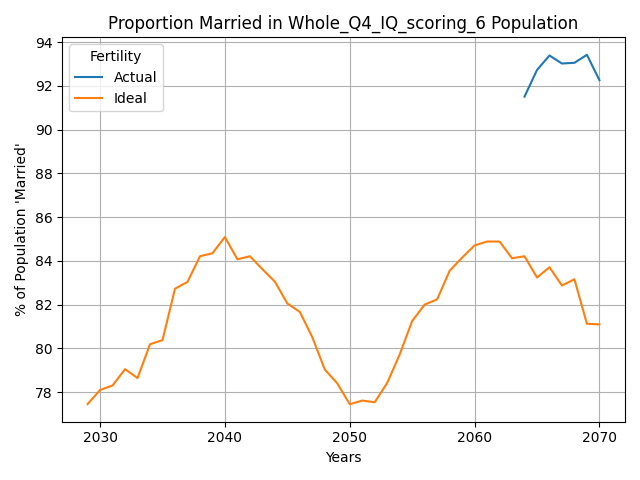 Proportion Married in Whole_Q4_IQ_scoring_6 Population
94
92
90
88
86
84
82
80
78
% of Population 'Married'
Fertility
Actual
Ideal
2030
2040
2050
2060
2070
Years